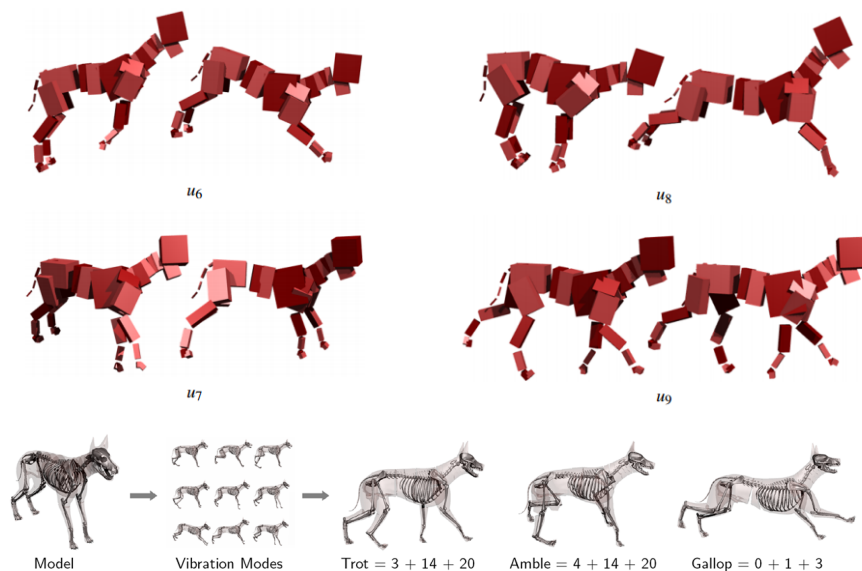 u6
u8
u7
u9
Model
Vibration Modes
Trot = 3 + 14 + 20
Amble = 4 + 14 + 20
Gallop = 0 + 1 + 3